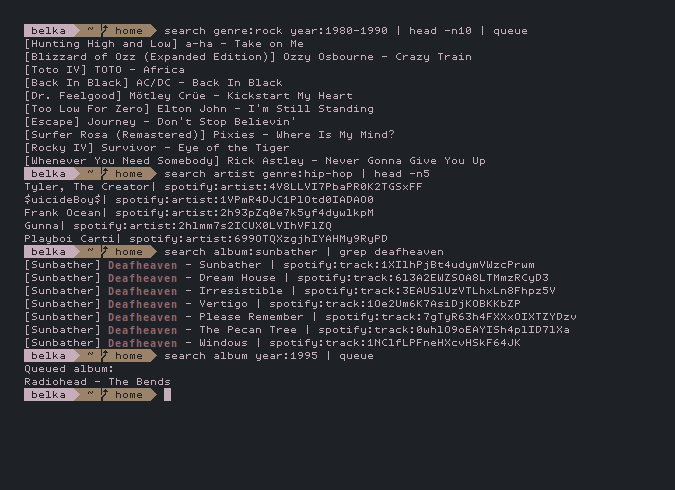 belka ~ home search genre:rock year:1980-1990 | head -n10 | queue
[Hunting High and Low] a-ha - Take on Me
[Blizzard of Ozz (Expanded Edition)] Ozzy Osbourne - Crazy Train
[Toto IV] TOTO - Africa
[Back In Black] AC/DC - Back In Black
[Dr. Feelgood] Mötley Crüe - Kickstart My Heart
[Too Low For Zero] Elton John - I'm Still Standing
[Escape] Journey - Don't Stop Believin'
[Surfer Rosa (Remastered)] Pixies - Where Is My Mind?
[Rocky IV] Survivor - Eye of the Tiger
[Whenever You Need Somebody] Rick Astley - Never Gonna Give You Up
belka ~ home search artist genre:hip-hop | head -n5
Tyler, The Creator| spotify:artist:4V8LLVI7PbaPR0K2TGSxFF
$uicideBoy$| spotify:artist:1VPmR4DJC1PlOtd0IADAO0
Frank Ocean| spotify:artist:2h93pZq0e7k5yf4dywlkpM
Gunna| spotify:artist:2hlmm7s2ICUX0LVIhVFlZQ
Playboi Carti| spotify:artist:699OTQXzgjhIYAHMy9RyPD
belka ~ home search album:sunbather | grep deafheaven
[Sunbather] Deafheaven - Sunbather | spotify:track:1XIlhPjBt4udymVWzcPrwm
[Sunbather] Deafheaven - Dream House | spotify:track:6l3A2EWZSOA8LTMmzRCyD3
[Sunbather] Deafheaven - Irresistible | spotify:track:3EAUSlUzVTLhxLn8Fhpz5V
[Sunbather] Deafheaven - Vertigo | spotify:track:1Oe2Um6K7AsiDjKOBKKbZP
[Sunbather] Deafheaven - Please Remember | spotify:track:7gTyR63h4FXXxOIXTZYDzv
[Sunbather] Deafheaven - The Pecan Tree | spotify:track:0whlO9oEAYISh4plID7lXa
[Sunbather] Deafheaven - Windows | spotify:track:1NClfLPFneHXcvHSkF64JK
belka ~ home search album year:1995 | queue
Queued album:
Radiohead - The Bends
belka ~ home